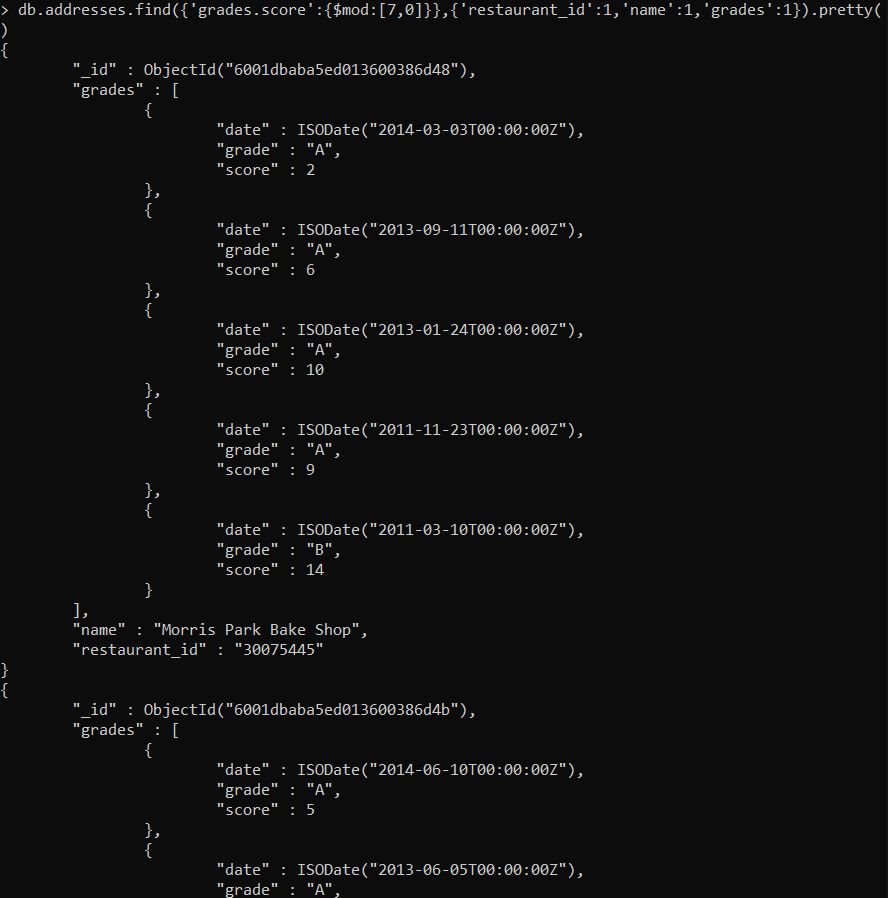 > db.addresses.find({'grades.score':{$mod:[7,0]}},{'restaurant_id':1,'name':1,'grades':1}).pretty(
)
{
        "_id" : ObjectId("6001dbaba5ed013600386d48"),
        "grades" : [
                {
                        "date" : ISODate("2014-03-03T00:00:00Z"),
                        "grade" : "A",
                        "score" : 2
                },
                {
                        "date" : ISODate("2013-09-11T00:00:00Z"),
                        "grade" : "A",
                        "score" : 6
                },
                {
                        "date" : ISODate("2013-01-24T00:00:00Z"),
                        "grade" : "A",
                        "score" : 10
                },
                {
                        "date" : ISODate("2011-11-23T00:00:00Z"),
                        "grade" : "A",
                        "score" : 9
                },
                {
                        "date" : ISODate("2011-03-10T00:00:00Z"),
                        "grade" : "B",
                        "score" : 14
                }
        ],
        "name" : "Morris Park Bake Shop",
        "restaurant_id" : "30075445"
}
{
        "_id" : ObjectId("6001dbaba5ed013600386d4b"),
        "grades" : [
                {
                        "date" : ISODate("2014-06-10T00:00:00Z"),
                        "grade" : "A",
                        "score" : 5
                },
                {
                        "date" : ISODate("2013-06-05T00:00:00Z"),
                        "grade" : "A",